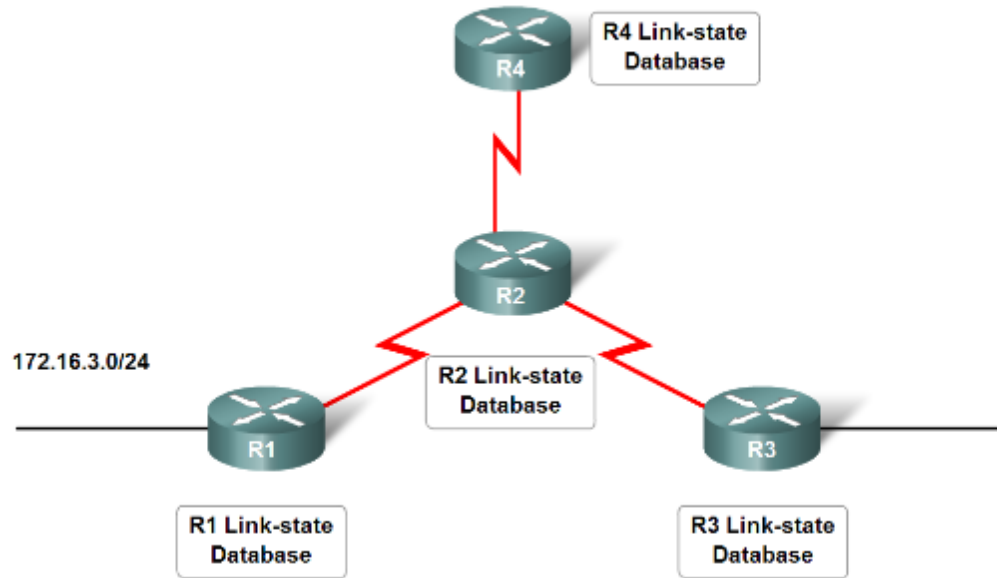 R4 Link-state
Database
R4
R2
172.16.3.0/24
R2 Link-state
Database
R1
R3
R1 Link-state
Database
R3 Link-state
Database